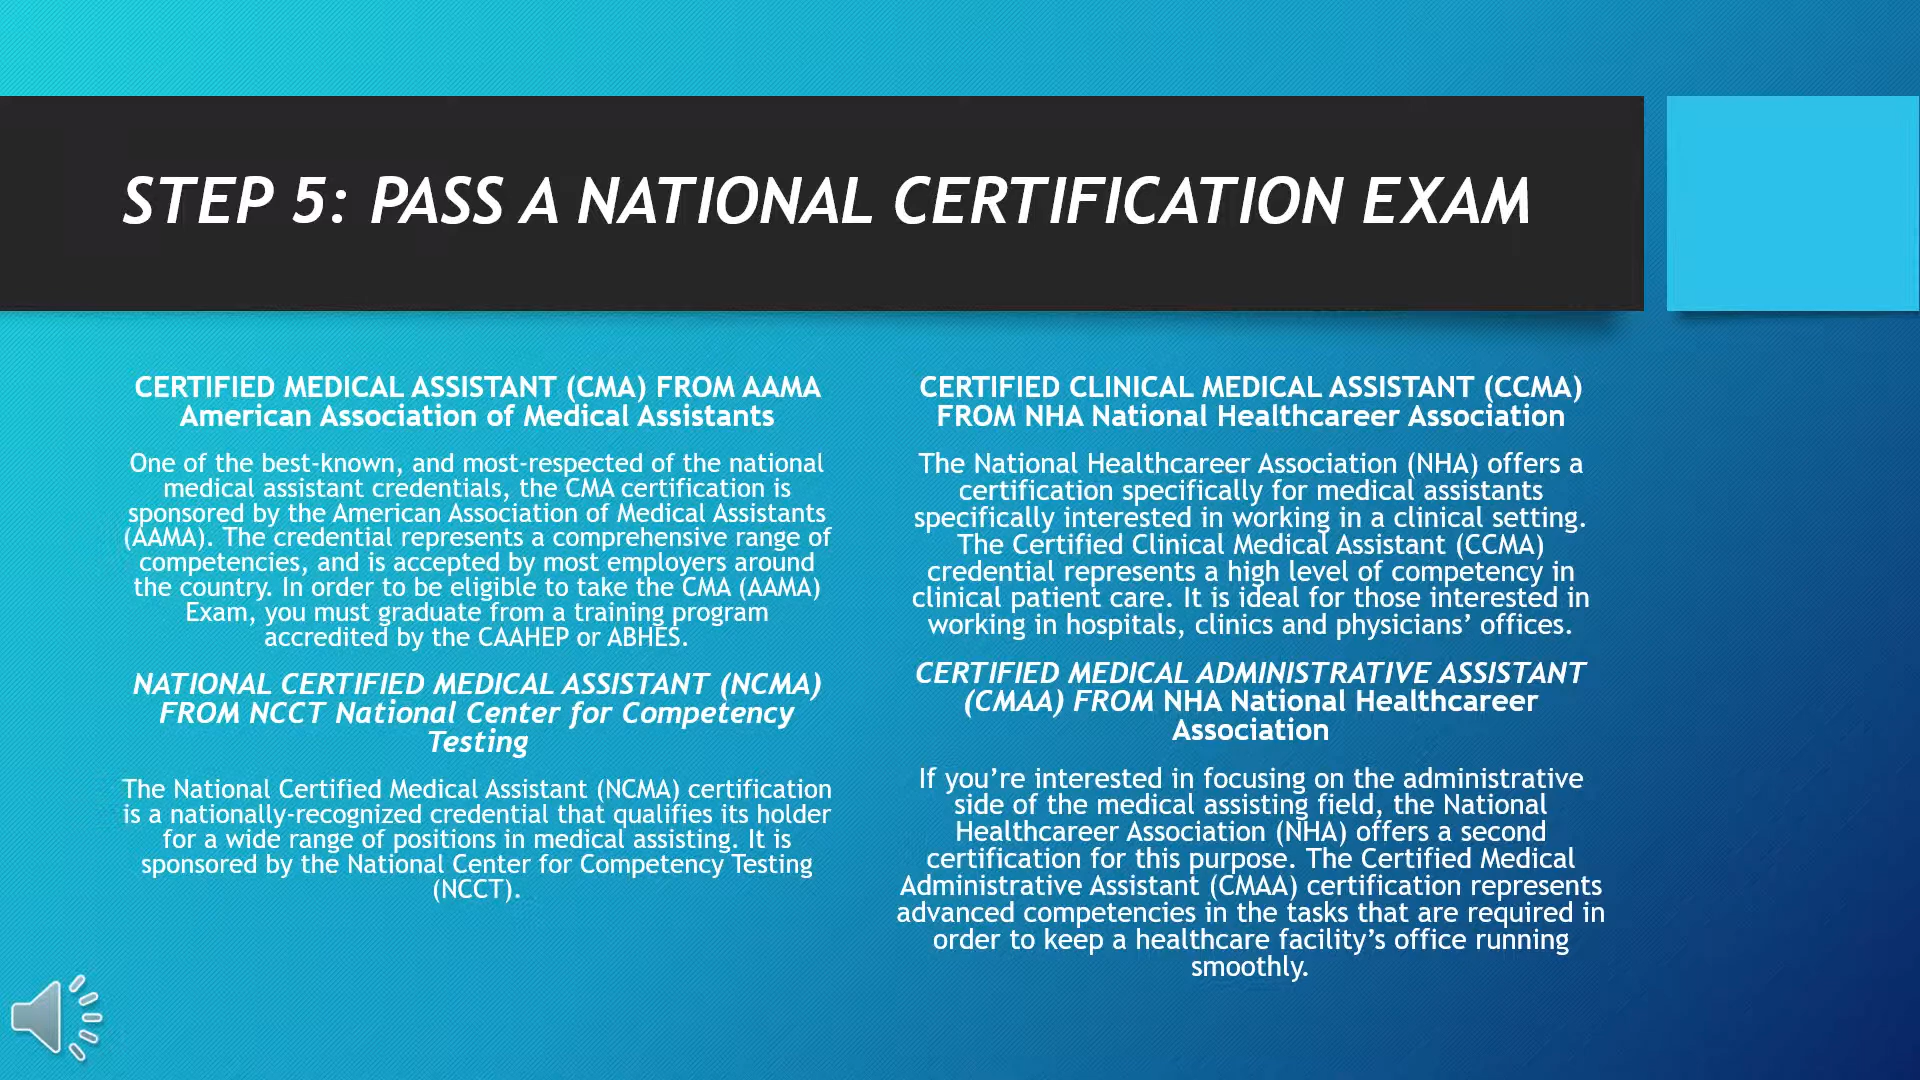 STEP 5: PASS A NATIONAL CERTIFICATION EXAM
CERTIFIED MEDICAL ASSISTANT (CMA) FROM AAMA
American Association of Medical Assistants
One of the best-known, and most-respected of the national
medical assistant credentials, the CMA certification is
sponsored by the American Association of Medical Assistants
(AAMA). The credential represents a comprehensive range of
competencies, and is accepted by most employers around
the country. In order to be eligible to take the CMA (AAMA)
Exam, you must graduate from a training program
accredited by the CAAHEP or ABHES.
NATIONAL CERTIFIED MEDICAL ASSISTANT (NCMA)
FROM NCCT National Center for Competency
Testing
The National Certified Medical Assistant (NCMA) certification
is a nationally-recognized credential that qualifies its holder
for a wide range of positions in medical assisting. It is
sponsored by the National Center for Competency Testing
(NCCT).
CERTIFIED CLINICAL MEDICAL ASSISTANT (CCMA)
FROM NHA National Healthcareer Association
The National Healthcareer Association (NHA) offers a
certification specifically for medical assistants
specifically interested in working in a clinical setting.
The Certified Clinical Medical Assistant (CCMA)
credential represents a high level of competency in
clinical patient care. It is ideal for those interested in
working in hospitals, clinics and physicians’ offices.
CERTIFIED MEDICAL ADMINISTRATIVE ASSISTANT
(CMAA) FROM NHA National Healthcareer
Association
If you’re interested in focusing on the administrative
side of the medical assisting field, the National
Healthcareer Association (NHA) offers a second
certification for this purpose. The Certified Medical
Administrative Assistant (CMAA) certification represents
advanced competencies in the tasks that are required in
order to keep a healthcare facility’s office running
smoothly.